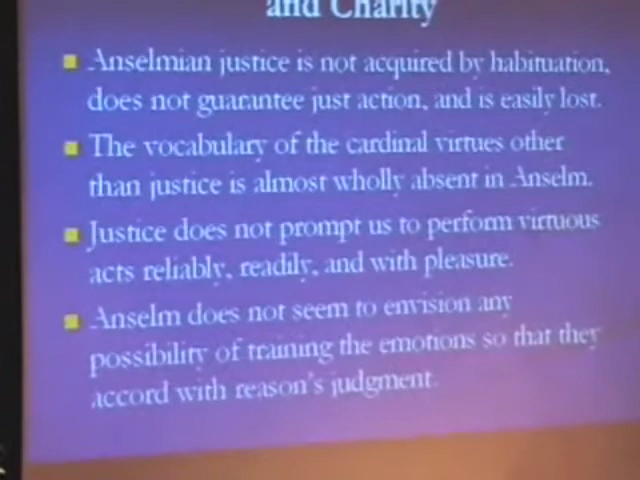 and Charity
Anselmian justice is not acquired by habituation,
does not guarantee just action, and is easily lost.
The vocabulary of the cardinal virtues other
than justice is almost wholly absent in Anselm.
Justice does not prompt us to perform virtuous
acts reliably, readily, and with pleasure.
Anselm does not seem to envision any
possibility of training the emotions so that they
accord with reason's judgment.